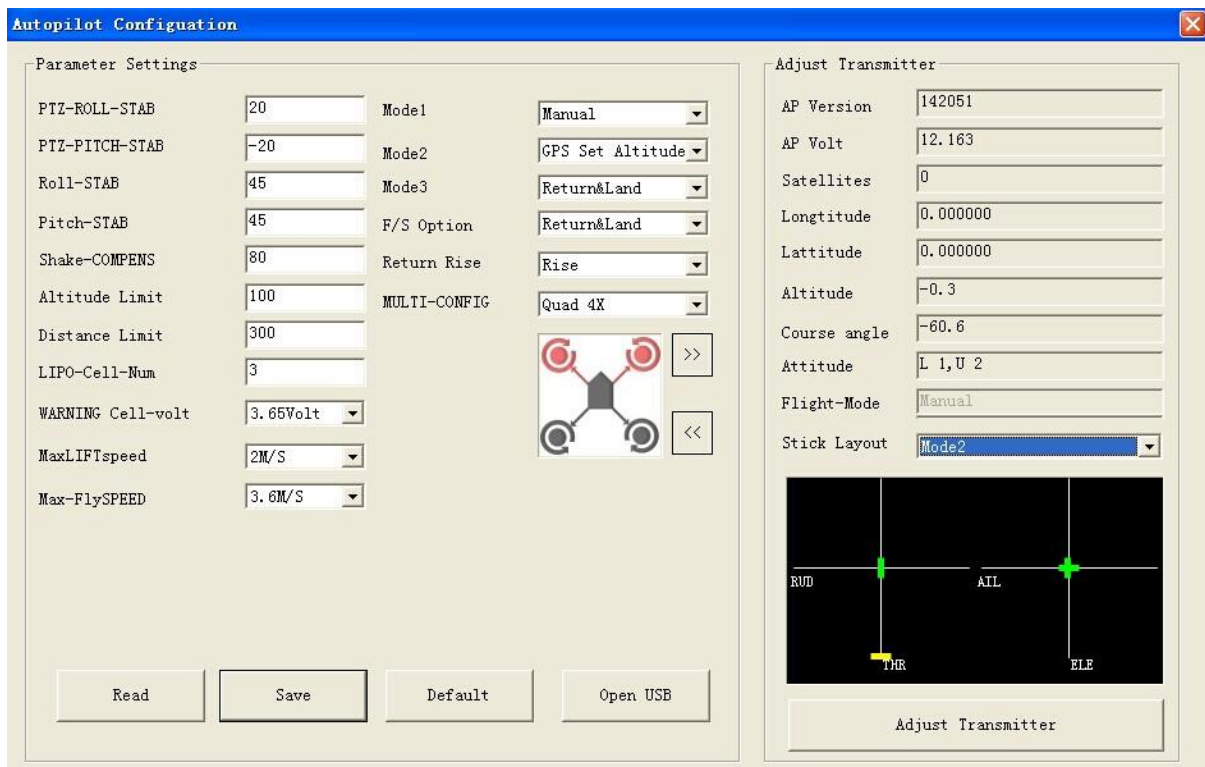 Autopilot Configuation
Parameter Settings
PTZ-ROLL-STAB 20
PTZ-PITCH-STAB -20
Roll-STAB 45
Pitch-STAB 45
Shake-COMPENS 80
Altitude Limit 100
Distance Limit 300
LIPO-Cell-Num 3
WARNING Cell-volt 3.65Volt
MaxLIFTspeed 2M/S
Max-FlySPEED 3.6M/S
Mode1 Manual
Mode2 GPS Set Altitude
Mode3 Return&Land
F/S Option Return&Land
Return Rise Rise
MULTI-CONFIG Quad 4X
>>
<<
Read Save Default Open USB
Adjust Transmitter
AP Version 142051
AP Volt 12.163
Satellites 0
Longtitude 0.000000
Lattitude 0.000000
Altitude -0.3
Course angle -60.6
Attitude L 1,U 2
Flight-Mode Manual
Stick Layout Mode2
RUD AIL
THR ELE
Adjust Transmitter